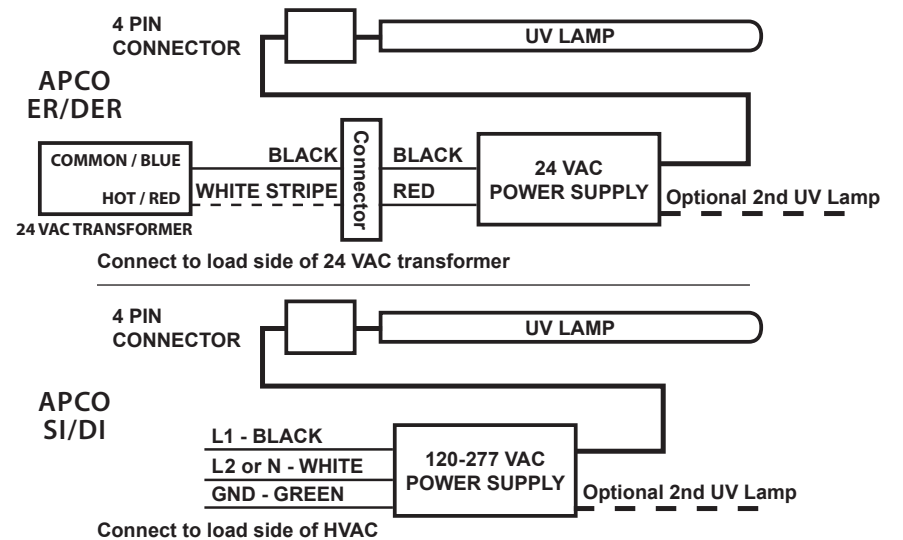 4 PIN
CONNECTOR
UV LAMP
APCO
ER/DER
COMMON / BLUE
HOT / RED
24 VAC TRANSFORMER
BLACK
WHITE STRIPE
Connector
BLACK
RED
24 VAC
POWER SUPPLY
Optional 2nd UV Lamp
Connect to load side of 24 VAC transformer
4 PIN
CONNECTOR
UV LAMP
APCO
SI/DI
L1 - BLACK
L2 or N - WHITE
GND - GREEN
120-277 VAC
POWER SUPPLY
Optional 2nd UV Lamp
Connect to load side of HVAC